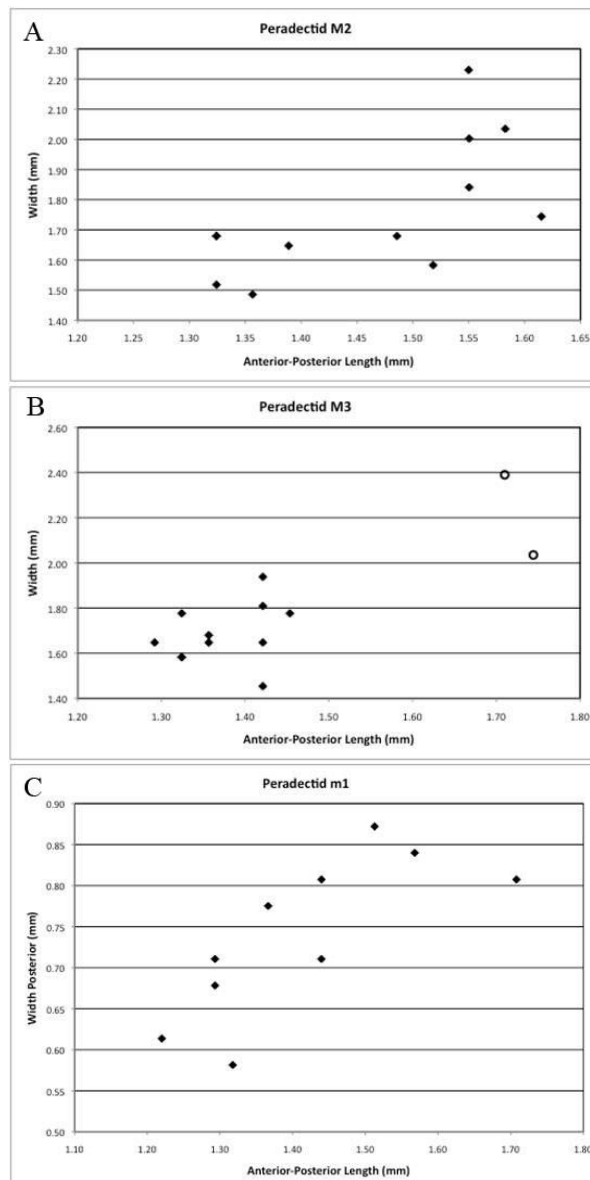 A
Peradectid M2
2.30
2.20
2.10
2.00
1.90
1.80
1.70
1.60
1.50
1.40
Width (mm)
1.20 1.25 1.30 1.35 1.40 1.45 1.50 1.55 1.60 1.65
Anterior-Posterior Length (mm)
B
Peradectid M3
2.60
2.40
2.20
2.00
1.80
1.60
1.40
Width (mm)
1.20 1.30 1.40 1.50 1.60 1.70 1.80
Anterior-Posterior Length (mm)
C
Peradectid m1
0.90
0.85
0.80
0.75
0.70
0.65
0.60
0.55
0.50
Width Posterior (mm)
1.10 1.20 1.30 1.40 1.50 1.60 1.70 1.80
Anterior-Posterior Length (mm)